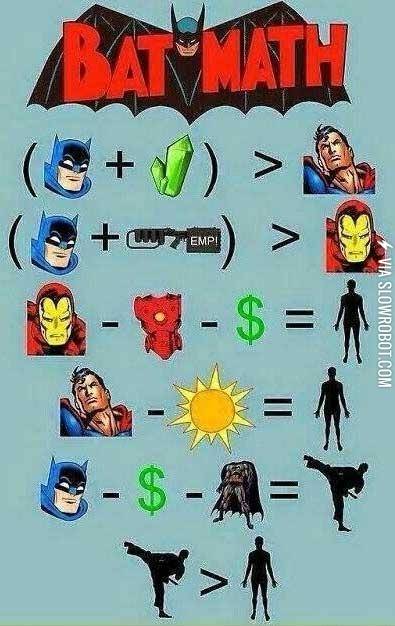 BAT MATH
( + ) >
( + EMP! ) >
- - $ =
- =
- $ - =
>
VIA SLOWROBOT.COM